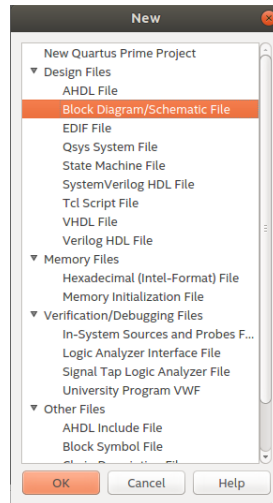 New
New Quartus Prime Project
Design Files
AHDL File
Block Diagram/Schematic File
EDIF File
Qsys System File
State Machine File
SystemVerilog HDL File
Tcl Script File
VHDL File
Verilog HDL File
Memory Files
Hexadecimal (Intel-Format) File
Memory Initialization File
Verification/Debugging Files
In-System Sources and Probes F...
Logic Analyzer Interface File
Signal Tap Logic Analyzer File
University Program VWF
Other Files
AHDL Include File
Block Symbol File
OK Cancel Help